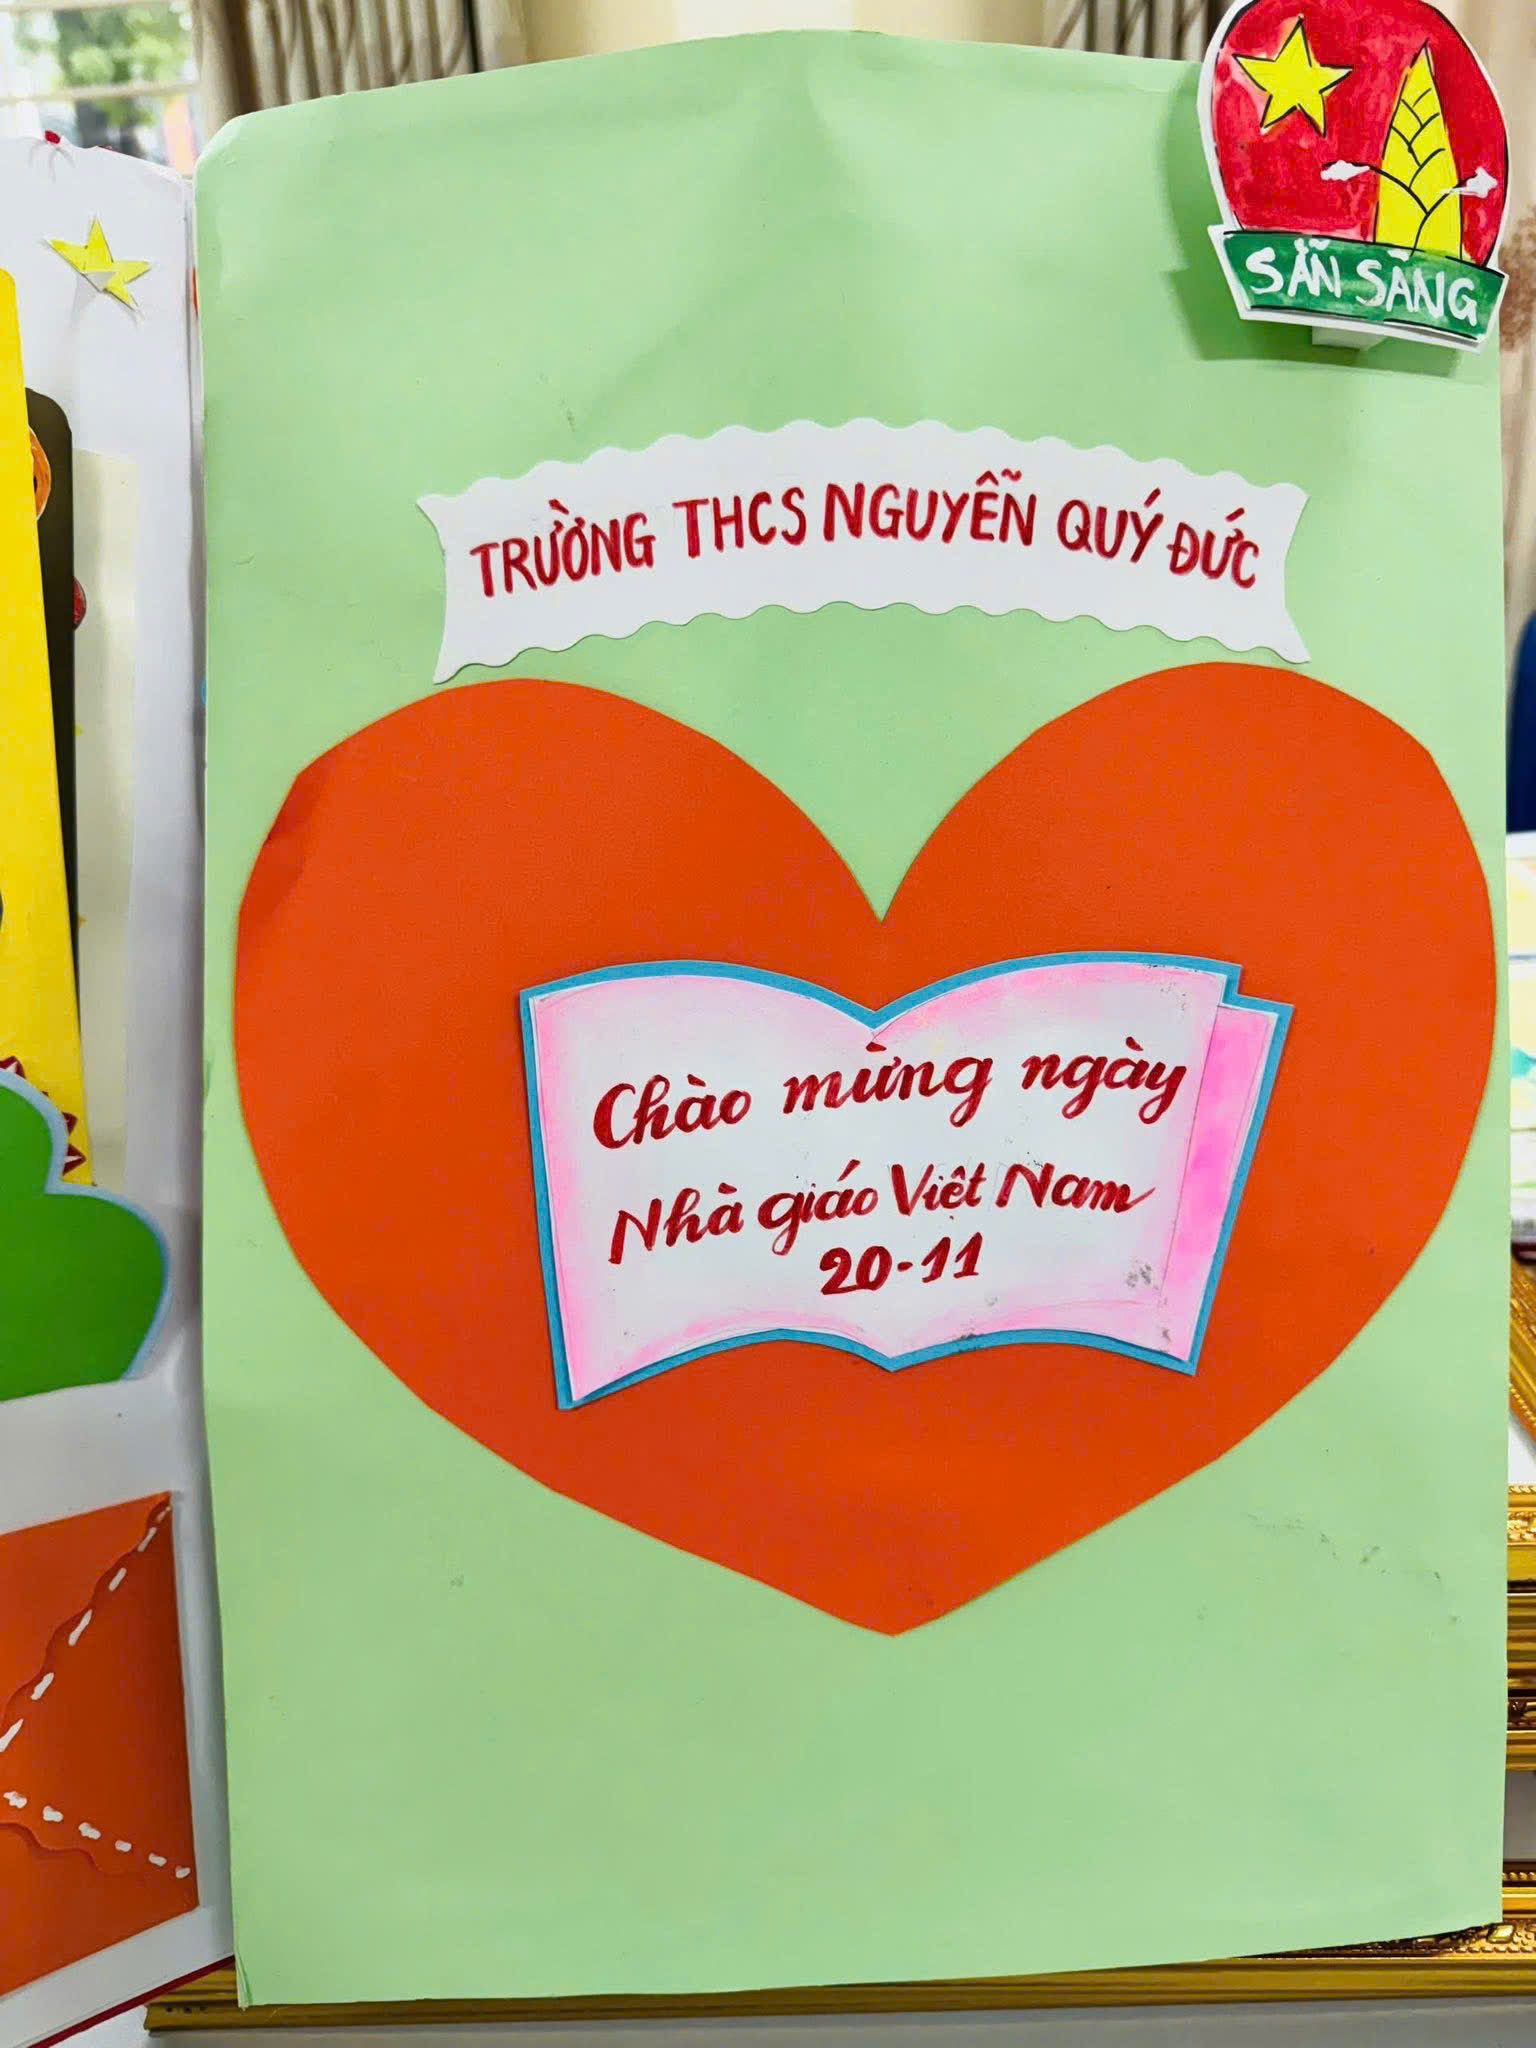 SẴN SÀNG
TRƯỜNG THCS NGUYỄN QUÝ ĐỨC
Chào mừng ngày
Nhà giáo Việt Nam
20-11